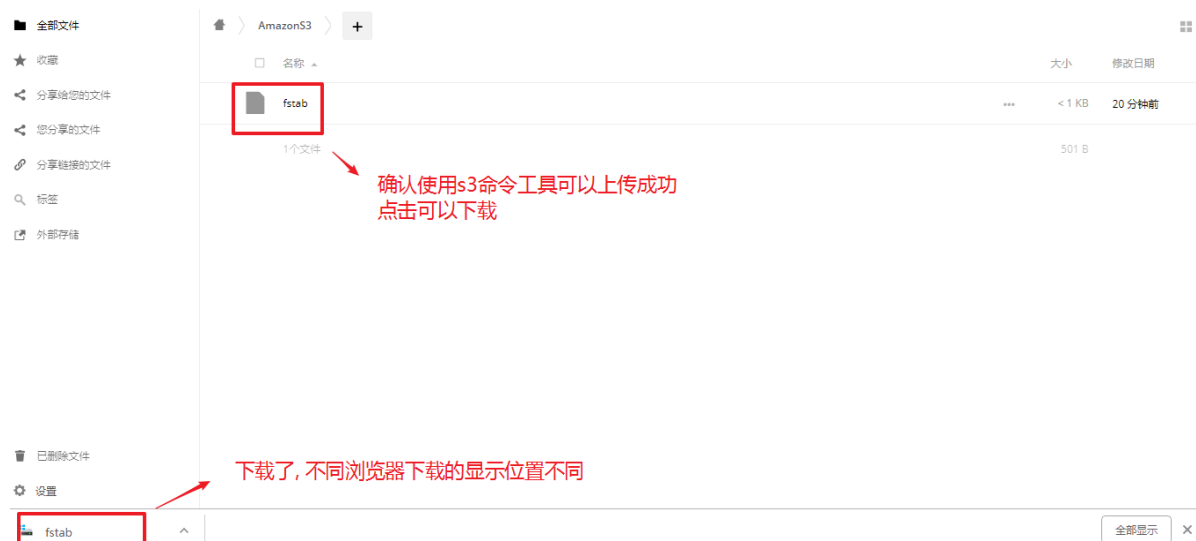 全部文件
AmazonS3
+
收藏
名称
大小
修改日期
分享给您的文件
fstab
...
< 1 KB
20 分钟前
您分享的文件
1个文件
501 B
分享链接的文件
确认使用s3命令工具可以上传成功
点击可以下载
标签
外部存储
已删除文件
下载了, 不同浏览器下载的显示位置不同
设置
fstab
全部显示